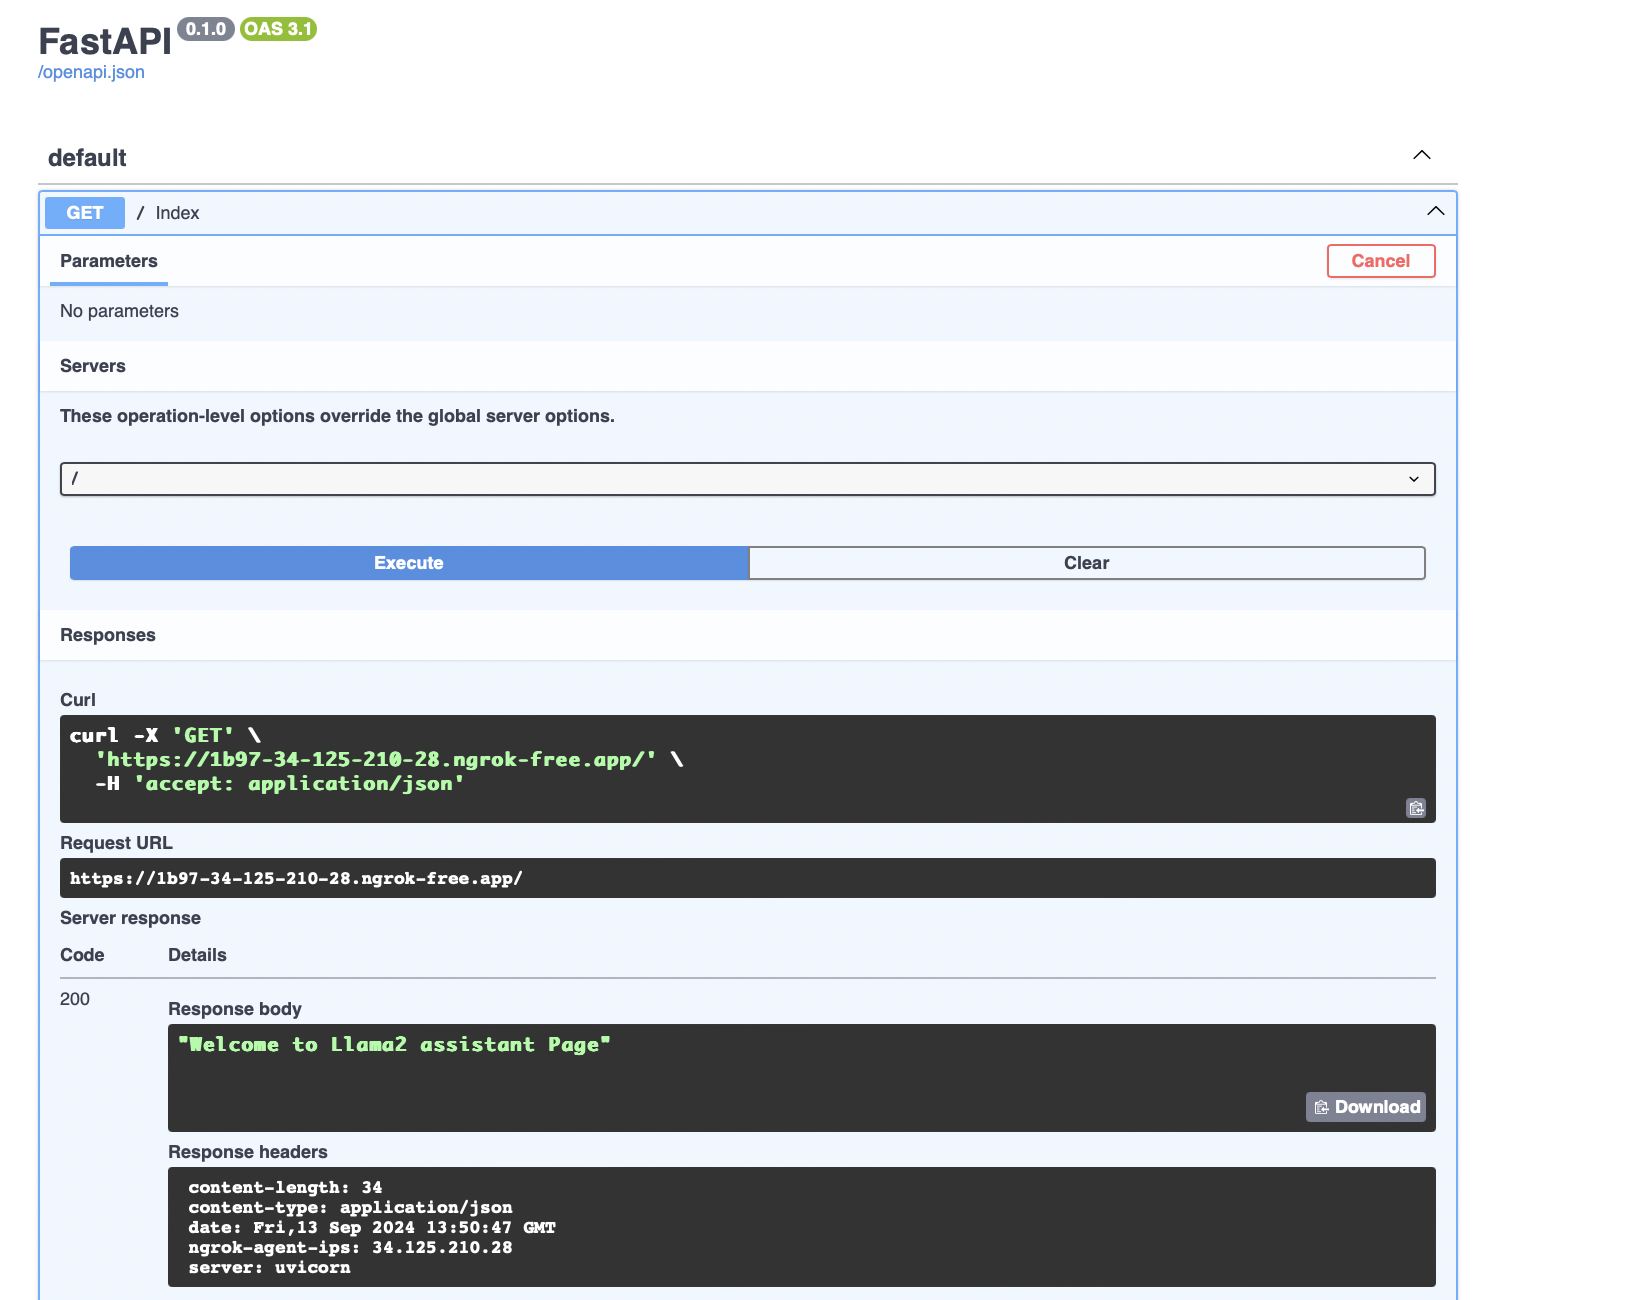 FastAPI 0.1.0 OAS 3.1
/openapi.json
default
GET / Index
Parameters Cancel
No parameters
Servers
These operation-level options override the global server options.
/
Execute Clear
Responses
Curl
curl -X 'GET' \
'https://1b97-34-125-210-28.ngrok-free.app/' \
-H 'accept: application/json'
Request URL
https://1b97-34-125-210-28.ngrok-free.app/
Server response
Code Details
200
Response body
"Welcome to Llama2 assistant Page"
Download
Response headers
content-length: 34
content-type: application/json
date: Fri,13 Sep 2024 13:50:47 GMT
ngrok-agent-ips: 34.125.210.28
server: uvicorn